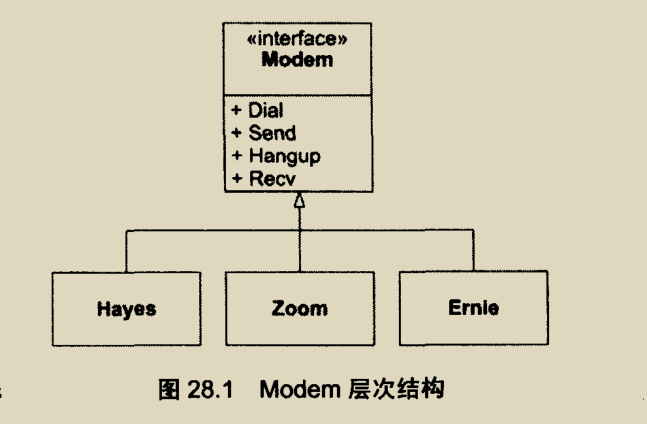 «interface»
Modem
+ Dial
+ Send
+ Hangup
+ Recv
Hayes
Zoom
Ernie
图 28.1 Modem 层次结构